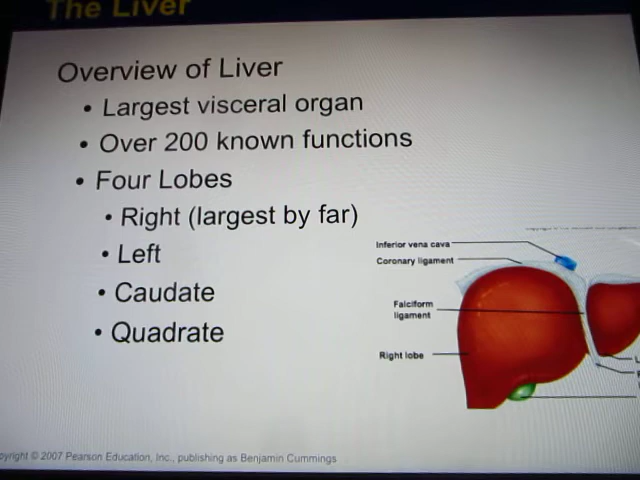 The Liver
Overview of Liver
• Largest visceral organ
• Over 200 known functions
• Four Lobes
• Right (largest by far)
• Left
• Caudate
• Quadrate
Inferior vena cava
Coronary ligament
Falciform
ligament
Right lobe
pyright © 2007 Pearson Education, Inc., publishing as Benjamin Cummings